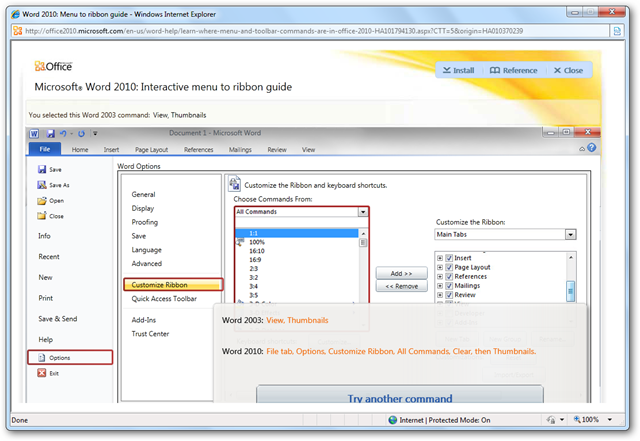 Word 2010: Menu to ribbon guide - Windows Internet Explorer
http://office2010.microsoft.com/en-us/word-help/learn-where-menu-and-toolbar-commands-are-in-office-2010-HA101794130.aspx?CTT=5&origin=HA010370239
Office
Install Reference Close
Microsoft® Word 2010: Interactive menu to ribbon guide
You selected this Word 2003 command: View, Thumbnails
Document 1 - Microsoft Word
File Home Insert Page Layout References Mailings Review View
Save
Save As
Open
Close
Info
Recent
New
Print
Save & Send
Help
Options
Exit
Word Options
General
Display
Proofing
Save
Language
Advanced
Customize Ribbon
Quick Access Toolbar
Add-Ins
Trust Center
Customize the Ribbon and keyboard shortcuts.
Choose Commands From:
All Commands
1:1
100%
16:10
16:9
2:3
3:2
3:4
3:5
Add >>
<< Remove
Customize the Ribbon:
Main Tabs
Insert
Page Layout
References
Mailings
Review
View
Word 2003: View, Thumbnails
Word 2010: File tab, Options, Customize Ribbon, All Commands, Clear, then Thumbnails.
Try another command
Done
Internet | Protected Mode: On
100%